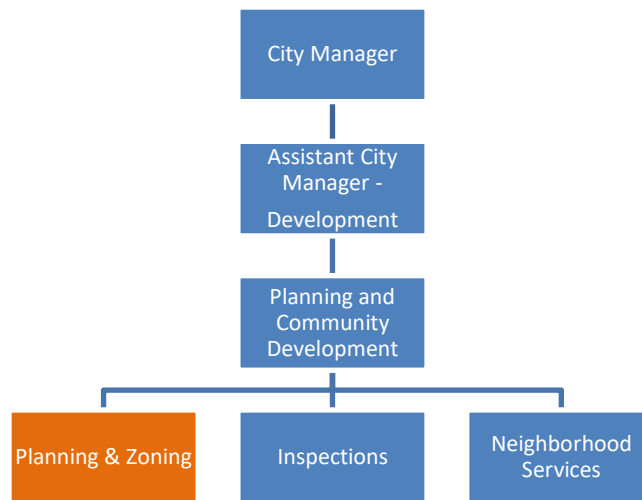 City Manager
Assistant City
Manager -
Development
Planning and
Community
Development
Planning & Zoning
Inspections
Neighborhood
Services